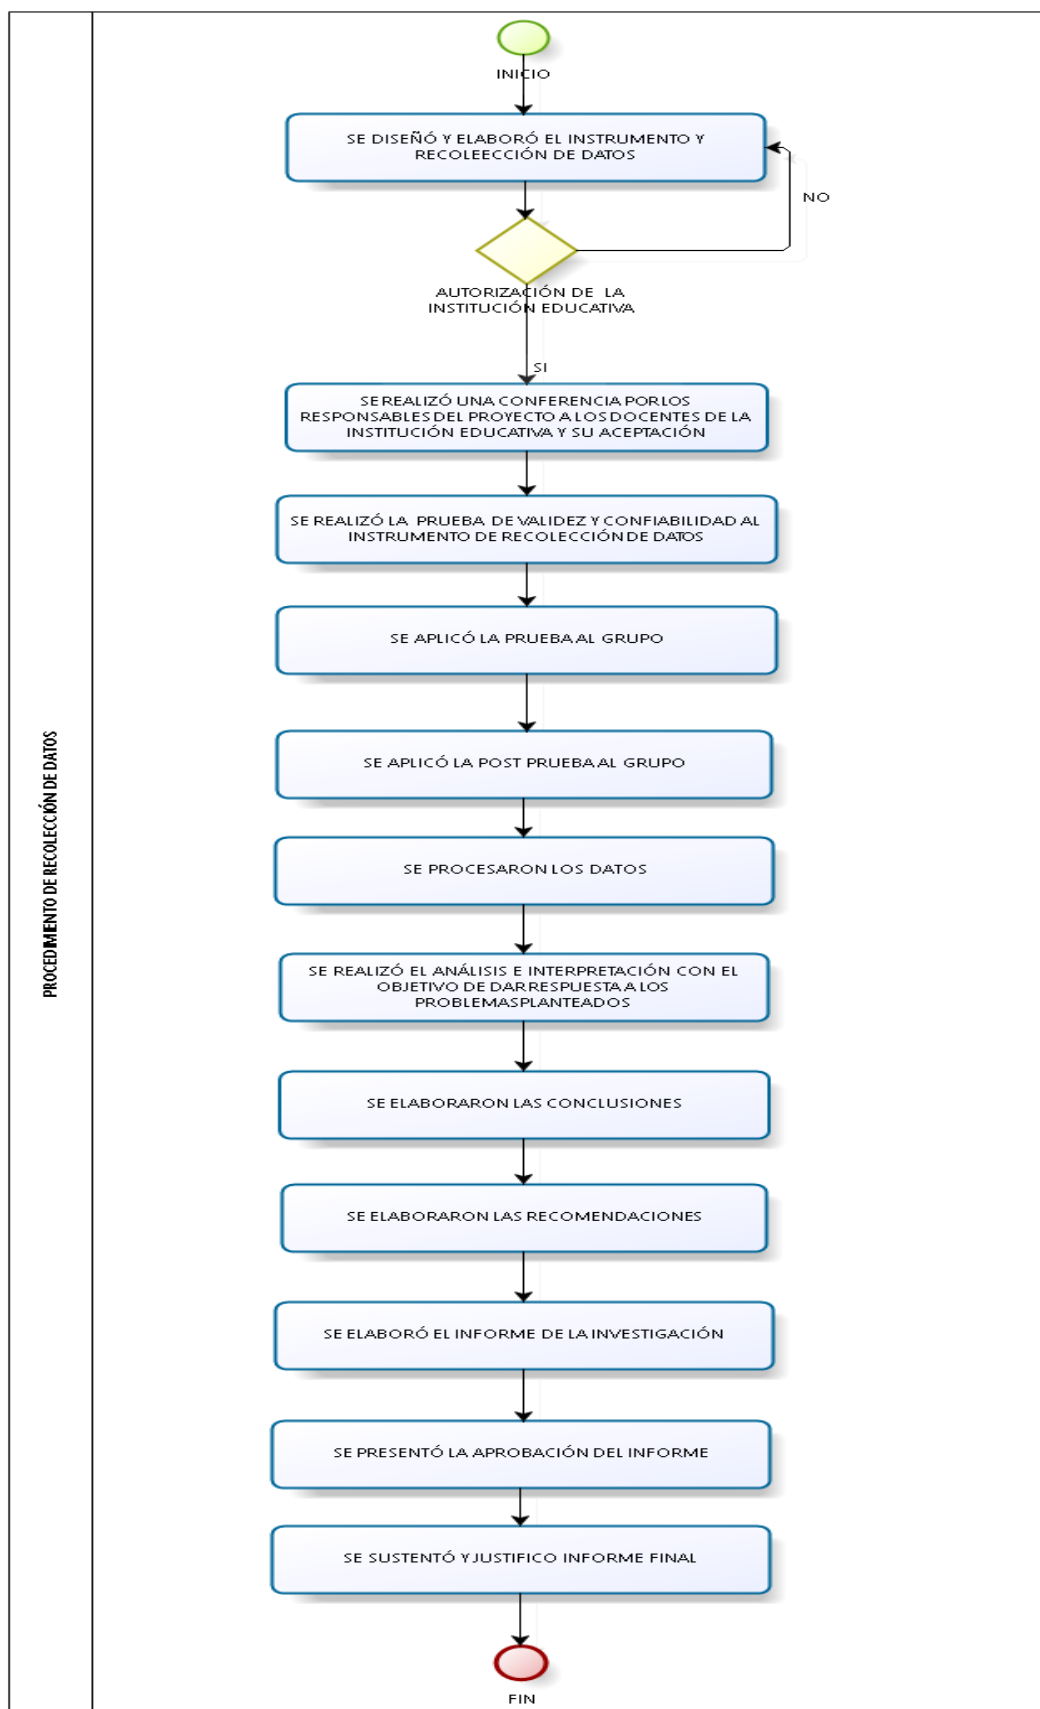 PROCEDIMIENTO DE RECOLECCIÓN DE DATOS
INICIO
SE DISEÑÓ Y ELABORÓ EL INSTRUMENTO Y
RECOLEECCIÓN DE DATOS
NO
AUTORIZACIÓN DE LA
INSTITUCIÓN EDUCATIVA
SI
SE REALIZÓ UNA CONFERENCIA POR LOS
RESPONSABLES DEL PROYECTO A LOS DOCENTES DE LA
INSTITUCIÓN EDUCATIVA Y SU ACEPTACIÓN
SE REALIZÓ LA PRUEBA DE VALIDEZ Y CONFIABILIDAD AL
INSTRUMENTO DE RECOLECCIÓN DE DATOS
SE APLICÓ LA PRUEBA AL GRUPO
SE APLICÓ LA POST PRUEBA AL GRUPO
SE PROCESARON LOS DATOS
SE REALIZÓ EL ANÁLISIS E INTERPRETACIÓN CON EL
OBJETIVO DE DAR RESPUESTA A LOS
PROBLEMAS PLANTEADOS
SE ELABORARON LAS CONCLUSIONES
SE ELABORARON LAS RECOMENDACIONES
SE ELABORÓ EL INFORME DE LA INVESTIGACIÓN
SE PRESENTÓ LA APROBACIÓN DEL INFORME
SE SUSTENTÓ Y JUSTIFICO INFORME FINAL
FIN